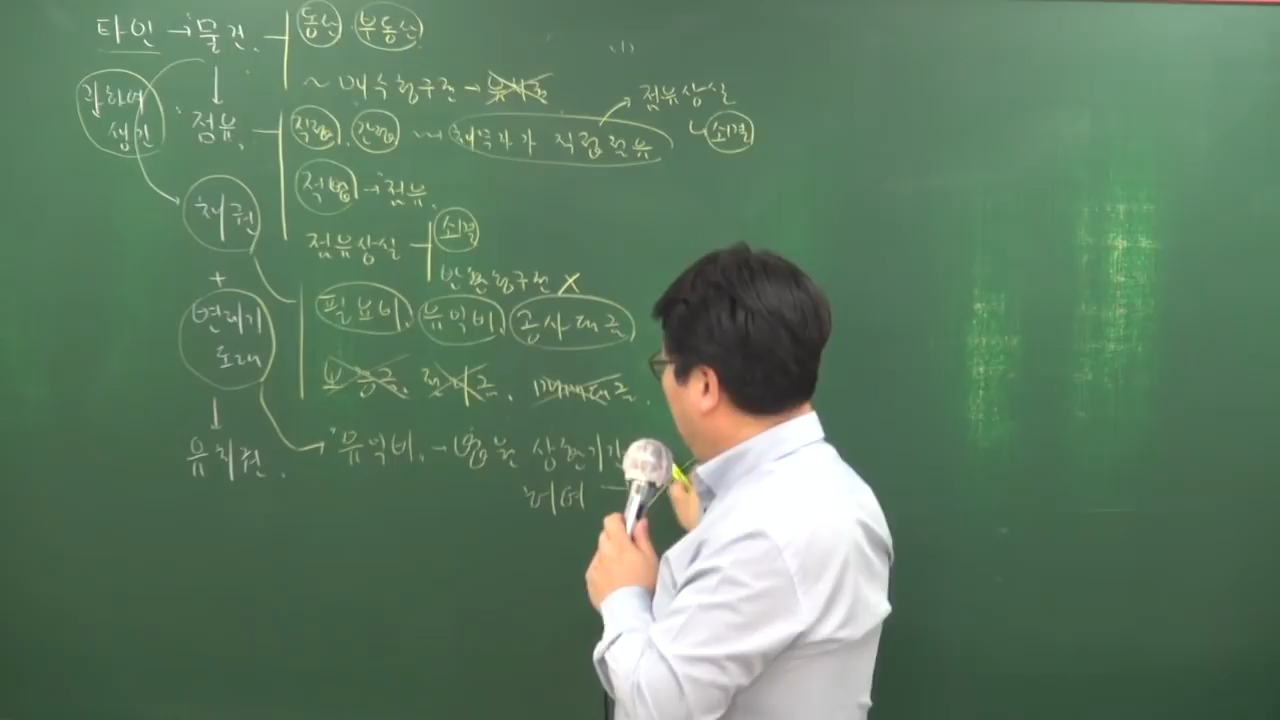 타인 → 물건. 동산 부동산
~ 매수청구권 → 유치권
관하여 생긴
점유. 직접, 간접 채무자가 직접점유 → 점유상실
소멸
적법 → 점유.
채권
점유상실 소멸
반환청구권 X
+
필요비, 유익비, 공사대금
변제기 도래
보증금. 권리금. 매매대금.
유치권.
유익비. → 법원 상환기간
허여